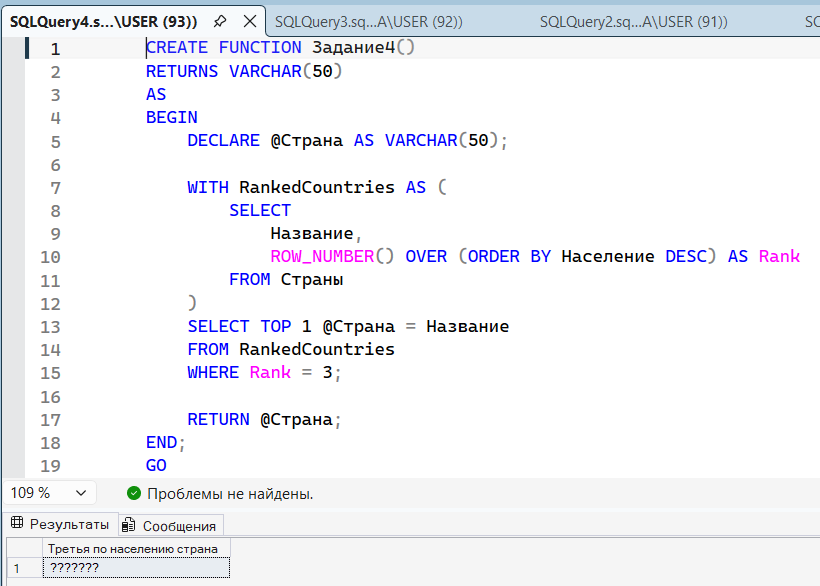 SQLQuery4.s...\USER (93)) SQLQuery3.sq...A\USER (92)) SQLQuery2.sq...A\USER (91)) SC
1 CREATE FUNCTION Задание4()
2 RETURNS VARCHAR(50)
3 AS
4 BEGIN
5 DECLARE @Страна AS VARCHAR(50);
6
7 WITH RankedCountries AS (
8 SELECT
9 Название,
10 ROW_NUMBER() OVER (ORDER BY Население DESC) AS Rank
11 FROM Страны
12 )
13 SELECT TOP 1 @Страна = Название
14 FROM RankedCountries
15 WHERE Rank = 3;
16
17 RETURN @Страна;
18 END;
19 GO
109 % Проблемы не найдены.
Результаты Сообщения
Третья по населению страна
1 ???????